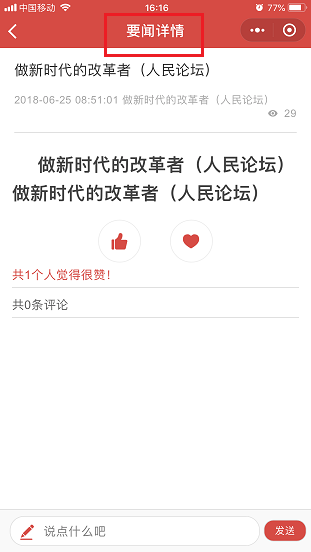 中国移动 16:16 77%
要闻详情
做新时代的改革者（人民论坛）
2018-06-25 08:51:01 做新时代的改革者（人民论坛）
29
做新时代的改革者（人民论坛）
做新时代的改革者（人民论坛）
共1个人觉得很赞！
共0条评论
说点什么吧 发送